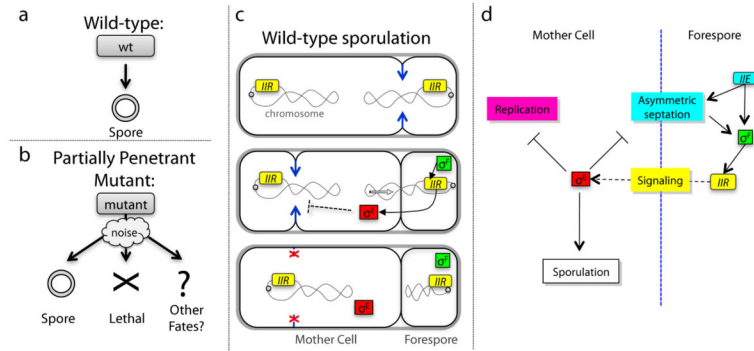 a
Wild-type:
wt
Spore
b
Partially Penetrant
Mutant:
mutant
noise
Spore
Lethal
?
Other
Fates?
c
Wild-type sporulation
IIR
IIR
chromosome
σF
IIR
IIR
σE
σF
IIR
IIR
σE
Mother Cell
Forespore
d
Mother Cell
Forespore
IIE
Replication
Asymmetric
septation
σF
σE
Signaling
IIR
Sporulation